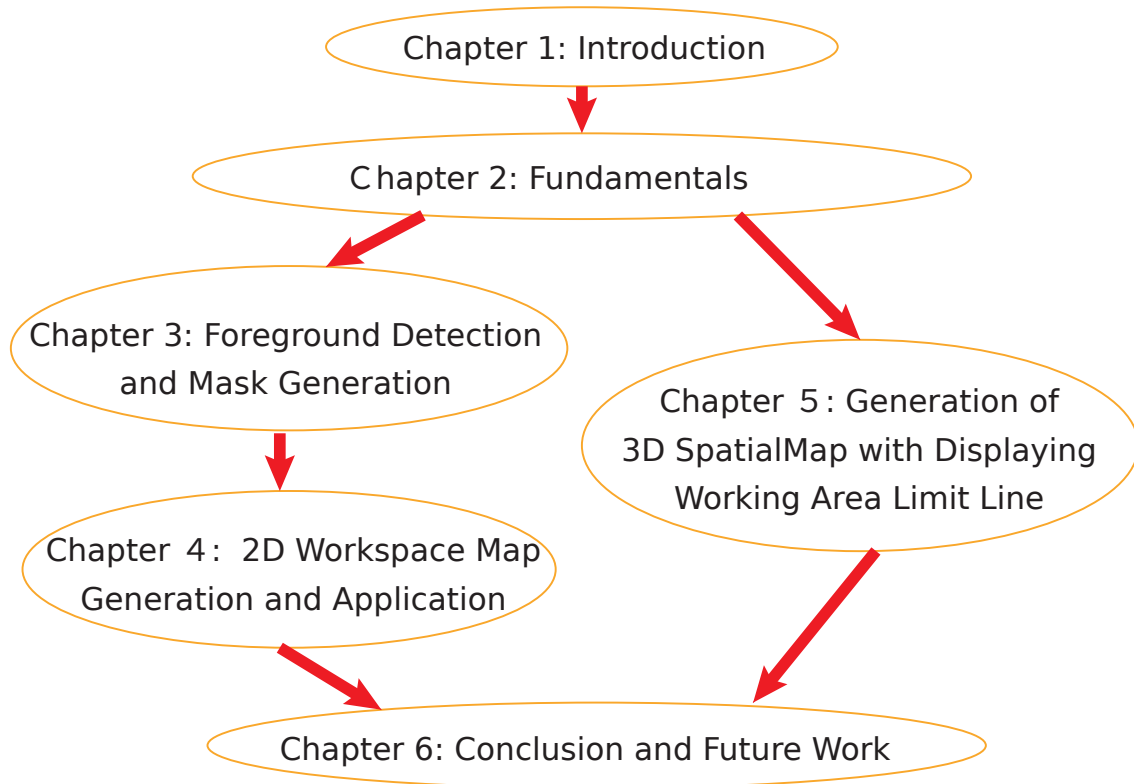 Chapter 1: Introduction
Chapter 2: Fundamentals
Chapter 3: Foreground Detection
and Mask Generation
Chapter 4: 2D Workspace Map
Generation and Application
Chapter 5: Generation of
3D SpatialMap with Displaying
Working Area Limit Line
Chapter 6: Conclusion and Future Work